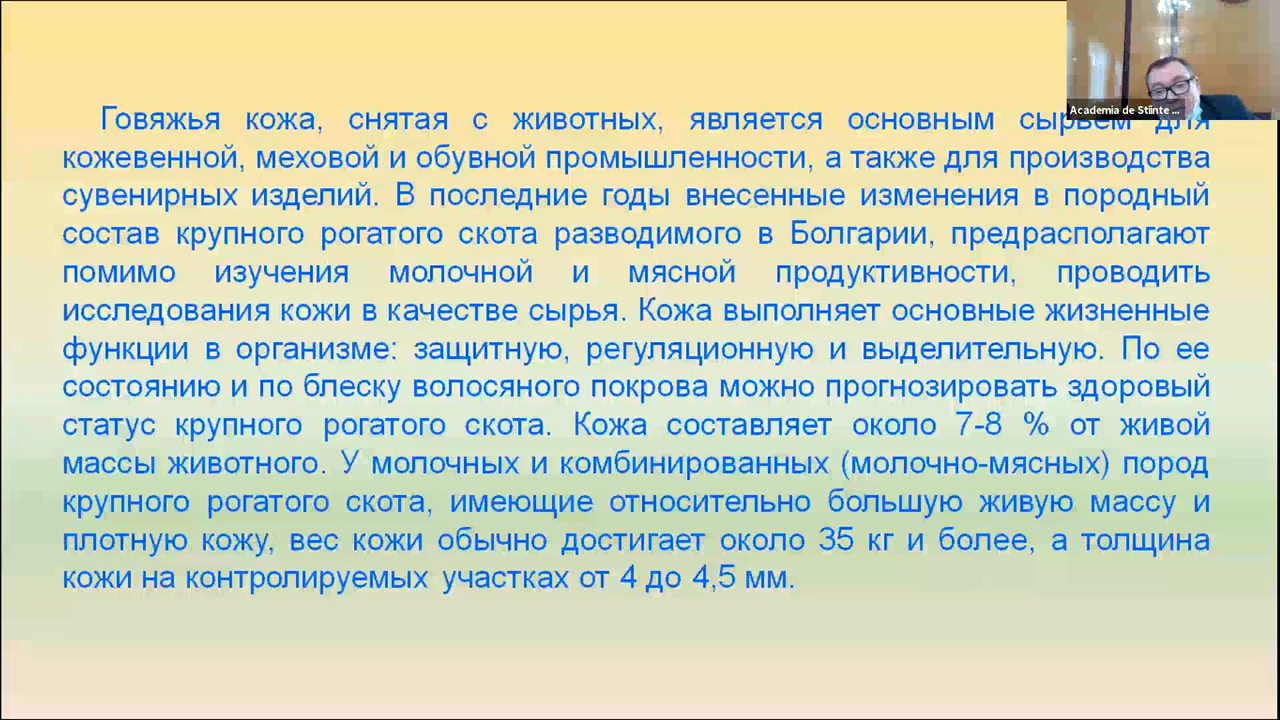 Academia de Stiinte ...
Говяжья кожа, снятая с животных, является основным сырьем для
кожевенной, меховой и обувной промышленности, а также для производства
сувенирных изделий. В последние годы внесенные изменения в породный
состав крупного рогатого скота разводимого в Болгарии, предрасполагают
помимо изучения молочной и мясной продуктивности, проводить
исследования кожи в качестве сырья. Кожа выполняет основные жизненные
функции в организме: защитную, регуляционную и выделительную. По ее
состоянию и по блеску волосяного покрова можно прогнозировать здоровый
статус крупного рогатого скота. Кожа составляет около 7-8 % от живой
массы животного. У молочных и комбинированных (молочно-мясных) пород
крупного рогатого скота, имеющие относительно большую живую массу и
плотную кожу, вес кожи обычно достигает около 35 кг и более, а толщина
кожи на контролируемых участках от 4 до 4,5 мм.